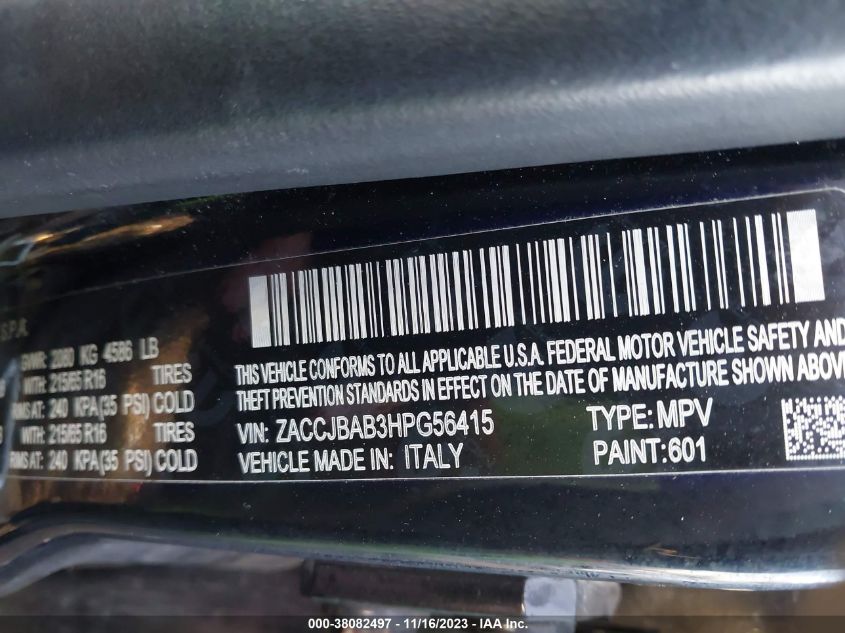 SPA
GVWR: 2080 KG 4586 LB
WITH: 215/65 R16 TIRES
RIMS AT: 240 KPA(35 PSI) COLD
WITH: 215/65 R16 TIRES
RIMS AT: 240 KPA(35 PSI) COLD
THIS VEHICLE CONFORMS TO ALL APPLICABLE U.S.A. FEDERAL MOTOR VEHICLE SAFETY AND
THEFT PREVENTION STANDARDS IN EFFECT ON THE DATE OF MANUFACTURE SHOWN ABOVE
VIN: ZACCJBAB3HPG56415 TYPE: MPV
VEHICLE MADE IN: ITALY PAINT:601
000-38082497 - 11/16/2023 - IAA Inc.